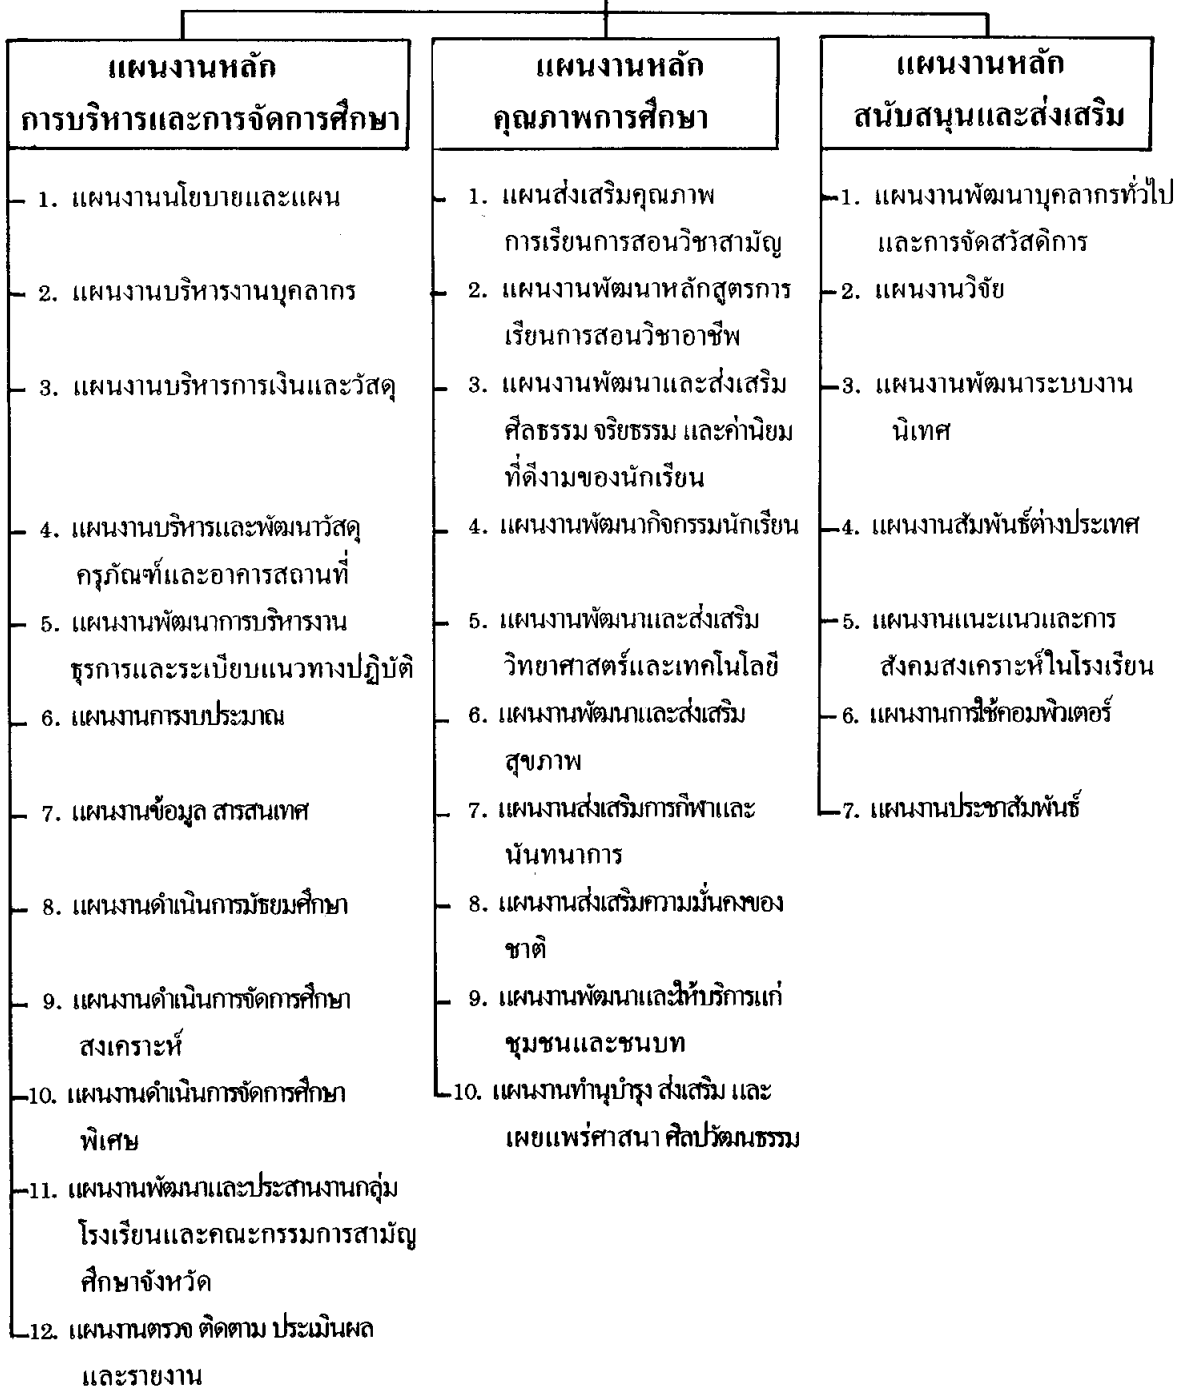 แผนงานหลัก
การบริหารและการจัดการศึกษา
1. แผนงานนโยบายและแผน
2. แผนงานบริหารงานบุคลากร
3. แผนงานบริหารการเงินและวัสดุ
4. แผนงานบริหารและพัฒนาวัสดุ
ครุภัณฑ์และอาคารสถานที่
5. แผนงานพัฒนาการบริหารงาน
ธุรการและระเบียบแนวทางปฏิบัติ
6. แผนงานการงบประมาณ
7. แผนงานข้อมูล สารสนเทศ
8. แผนงานดำเนินการมัธยมศึกษา
9. แผนงานดำเนินการจัดการศึกษา
สงเคราะห์
10. แผนงานดำเนินการจัดการศึกษา
พิเศษ
11. แผนงานพัฒนาและประสานงานกลุ่ม
โรงเรียนและคณะกรรมการสามัญ
ศึกษาจังหวัด
12. แผนงานตรวจ ติดตาม ประเมินผล
และรายงาน
แผนงานหลัก
คุณภาพการศึกษา
1. แผนส่งเสริมคุณภาพ
การเรียนการสอนวิชาสามัญ
2. แผนงานพัฒนาหลักสูตรการ
เรียนการสอนวิชาอาชีพ
3. แผนงานพัฒนาและส่งเสริม
ศีลธรรม จริยธรรม และค่านิยม
ที่ดีงามของนักเรียน
4. แผนงานพัฒนากิจกรรมนักเรียน
5. แผนงานพัฒนาและส่งเสริม
วิทยาศาสตร์และเทคโนโลยี
6. แผนงานพัฒนาและส่งเสริม
สุขภาพ
7. แผนงานส่งเสริมการกีฬาและ
นันทนาการ
8. แผนงานส่งเสริมความมั่นคงของ
ชาติ
9. แผนงานพัฒนาและให้บริการแก่
ชุมชนและชนบท
10. แผนงานทำนุบำรุง ส่งเสริม และ
เผยแพร่ศาสนา ศิลปวัฒนธรรม
แผนงานหลัก
สนับสนุนและส่งเสริม
1. แผนงานพัฒนาบุคลากรทั่วไป
และการจัดสวัสดิการ
2. แผนงานวิจัย
3. แผนงานพัฒนาระบบงาน
นิเทศ
4. แผนงานสัมพันธ์ต่างประเทศ
5. แผนงานแนะแนวและการ
สังคมสงเคราะห์ในโรงเรียน
6. แผนงานการใช้คอมพิวเตอร์
7. แผนงานประชาสัมพันธ์